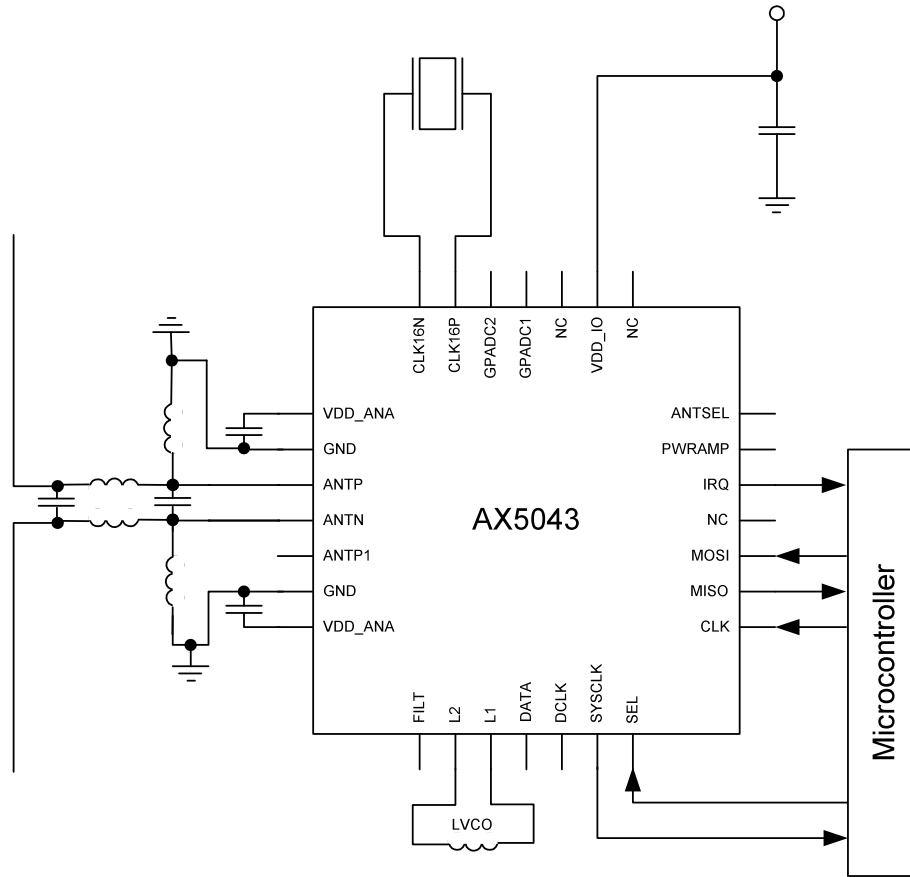 CLK16N
CLK16P
GPADC2
GPADC1
NC
VDD_IO
NC
VDD_ANA
GND
ANTP
ANTN
ANTP1
GND
VDD_ANA
AX5043
ANTSEL
PWRAMP
IRQ
NC
MOSI
MISO
CLK
FILT
L2
L1
DATA
DCLK
SYSCLK
SEL
LVCO
Microcontroller